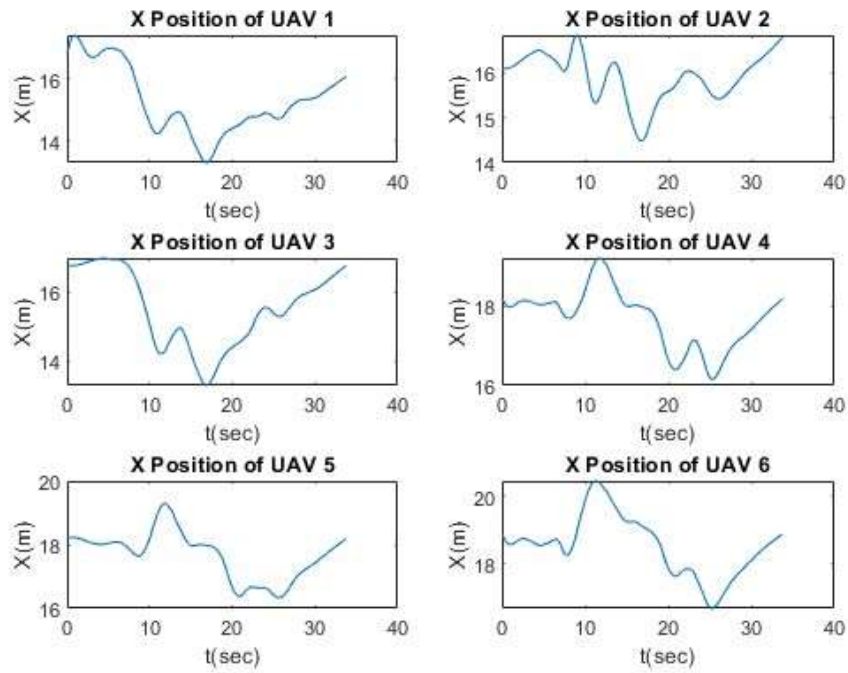 X Position of UAV 1
X(m)
16
14
0 10 20 30 40
t(sec)
X Position of UAV 2
X(m)
16
15
14
0 10 20 30 40
t(sec)
X Position of UAV 3
X(m)
16
14
0 10 20 30 40
t(sec)
X Position of UAV 4
X(m)
18
16
0 10 20 30 40
t(sec)
X Position of UAV 5
X(m)
20
18
16
0 10 20 30 40
t(sec)
X Position of UAV 6
X(m)
20
18
0 10 20 30 40
t(sec)